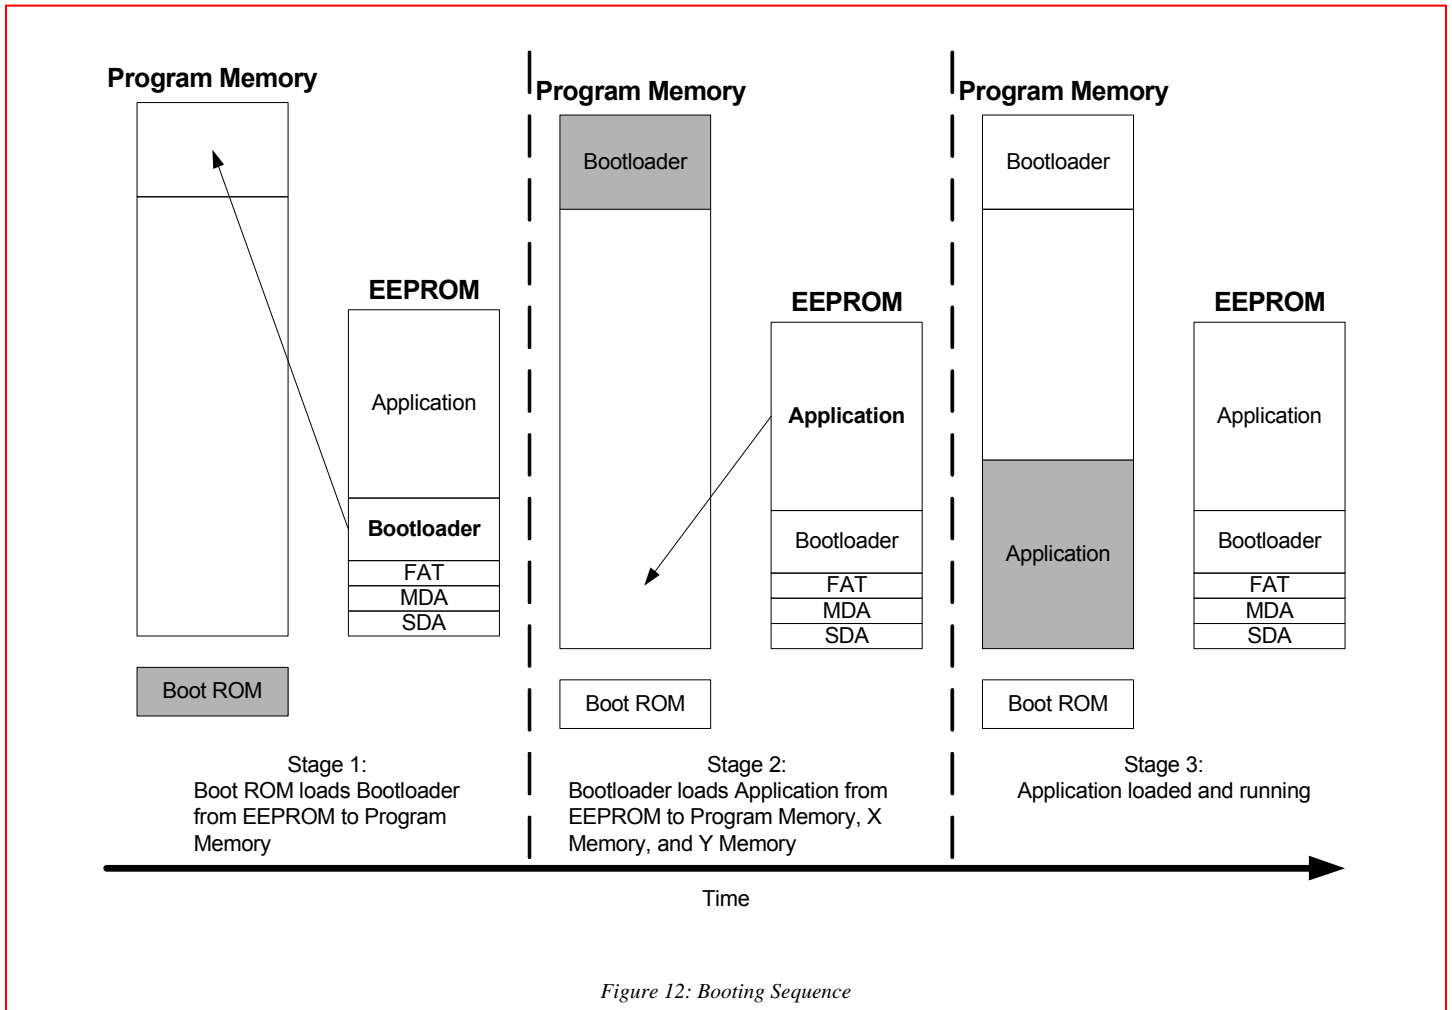 Program Memory
EEPROM
Application
Bootloader
FAT
MDA
SDA
Boot ROM
Stage 1:
Boot ROM loads Bootloader
from EEPROM to Program
Memory
Program Memory
Bootloader
EEPROM
Application
Bootloader
FAT
MDA
SDA
Boot ROM
Stage 2:
Bootloader loads Application from
EEPROM to Program Memory, X
Memory, and Y Memory
Program Memory
Bootloader
Application
EEPROM
Application
Bootloader
FAT
MDA
SDA
Boot ROM
Stage 3:
Application loaded and running
Time
Figure 12: Booting Sequence